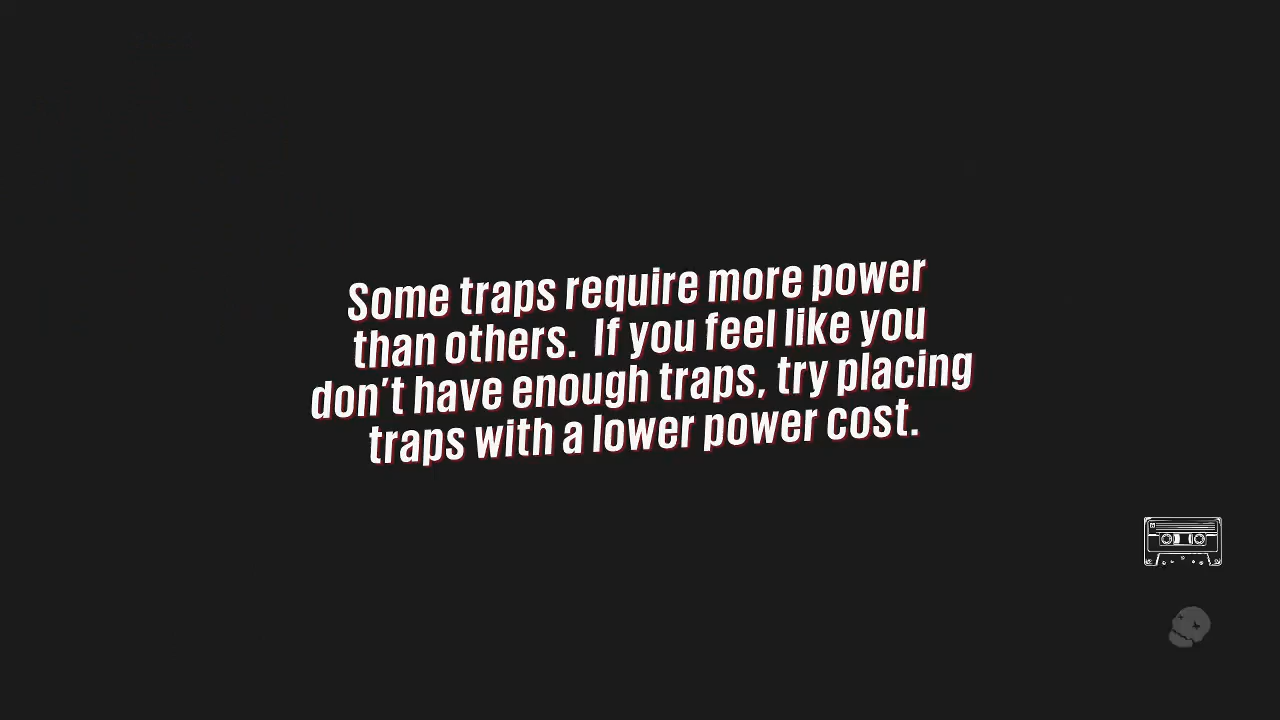 Some traps require more power
than others.  If you feel like you
don't have enough traps, try placing
traps with a lower power cost.